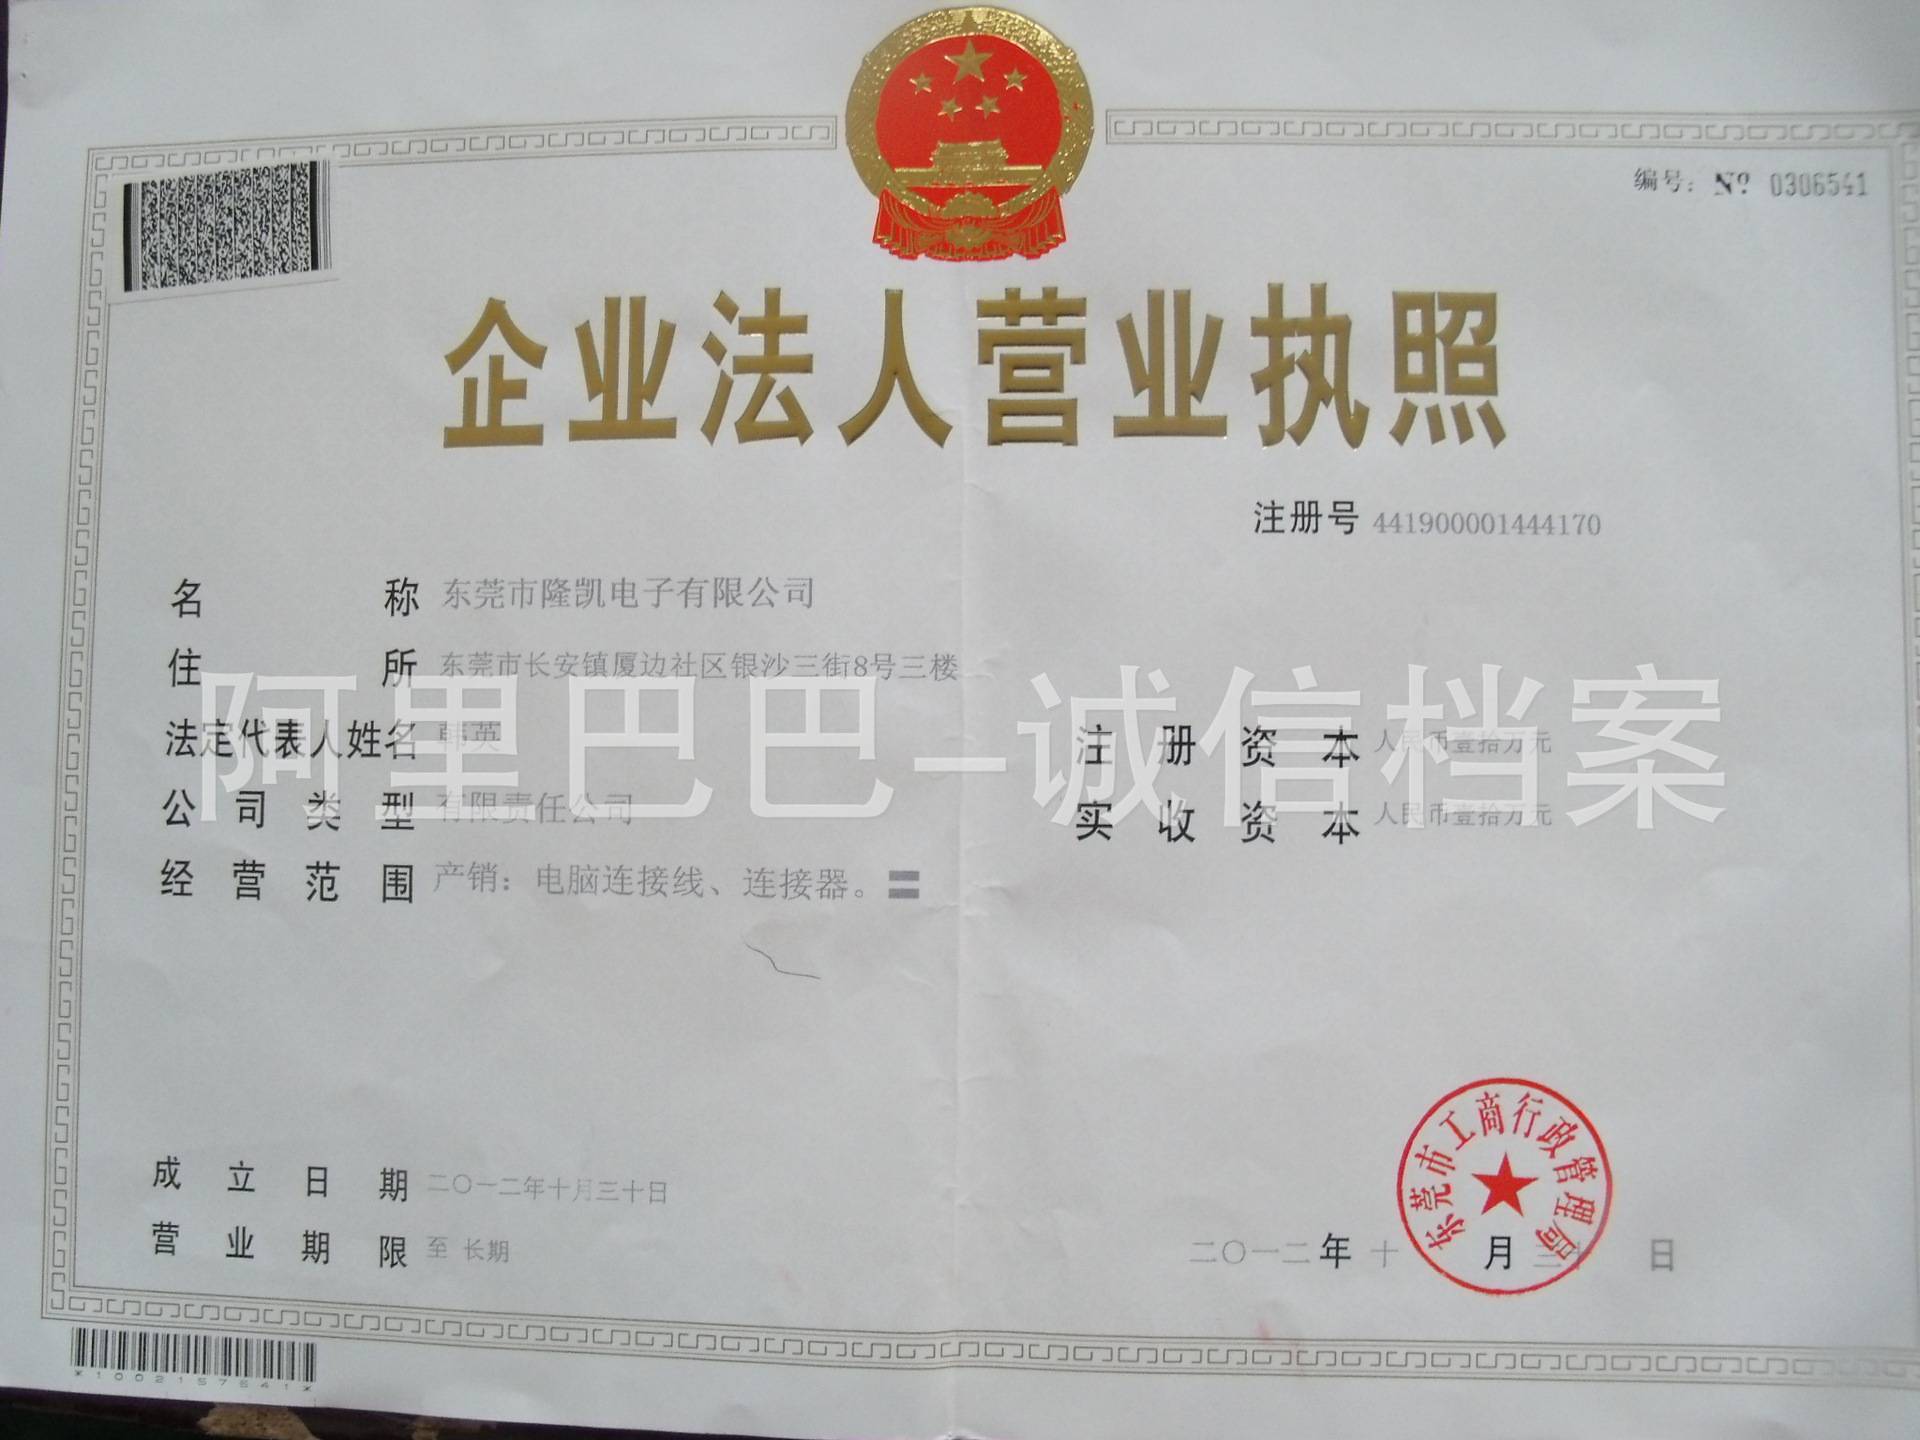 编号: № 0306541
企业法人营业执照
注册号 441900001444170
名称 东莞市隆凯电子有限公司
住所 东莞市长安镇厦边社区银沙三街8号三楼
法定代表人姓名 韩英
注册资本 人民币壹拾万元
公司类型 有限责任公司
实收资本 人民币壹拾万元
经营范围 产销：电脑连接线、连接器。
阿里巴巴-诚信档案
东莞市工商行政管理局
成立日期 二〇一二年十月三十日
营业期限 至 长期
二〇一二年十月三十日
*1002157541*